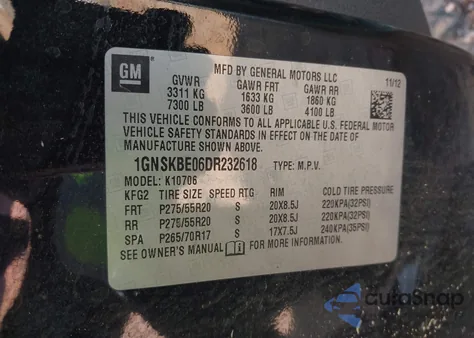 GM
MFD BY GENERAL MOTORS LLC
11/12
GVWR GAWR FRT GAWR RR
3311 KG 1633 KG 1860 KG
7300 LB 3600 LB 4100 LB
THIS VEHICLE CONFORMS TO ALL APPLICABLE U.S. FEDERAL MOTOR
VEHICLE SAFETY STANDARDS IN EFFECT ON THE DATE OF
MANUFACTURE SHOWN ABOVE.
1GNSKBE06DR232618 TYPE: M.P.V.
MODEL: K10706
KFG2 TIRE SIZE SPEED RTG RIM COLD TIRE PRESSURE
FRT P275/55R20 S 20X8.5J 220KPA(32PSI)
RR P275/55R20 S 20X8.5J 220KPA(32PSI)
SPA P265/70R17 S 17X7.5J 240KPA(35PSI)
SEE OWNER'S MANUAL FOR MORE INFORMATION.
AutoSnap